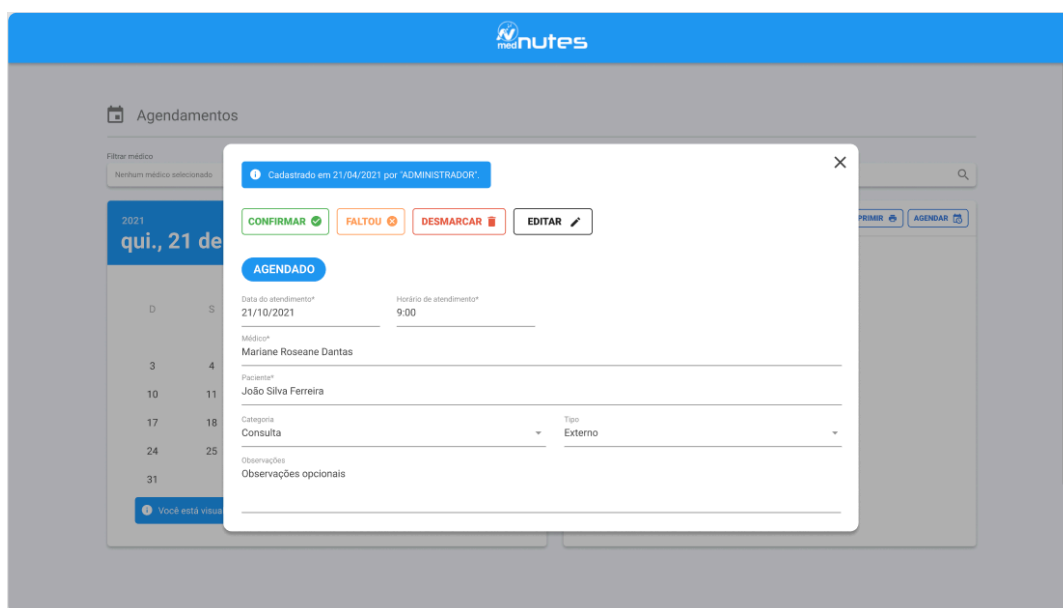 med nutes
Agendamentos
Filtrar médico
Nenhum médico selecionado
Cadastrado em 21/04/2021 por "ADMINISTRADOR".
CONFIRMAR FALTOU DESMARCAR EDITAR
2021
qui., 21 de
PRIMIR AGENDAR
AGENDADO
Data do atendimento* Horário de atendimento*
21/10/2021 9:00
Médico*
Mariane Roseane Dantas
Paciente*
João Silva Ferreira
Categoria Tipo
Consulta Externo
Observações
Observações opcionais
D S
3 4
10 11
17 18
24 25
31
Você está visua